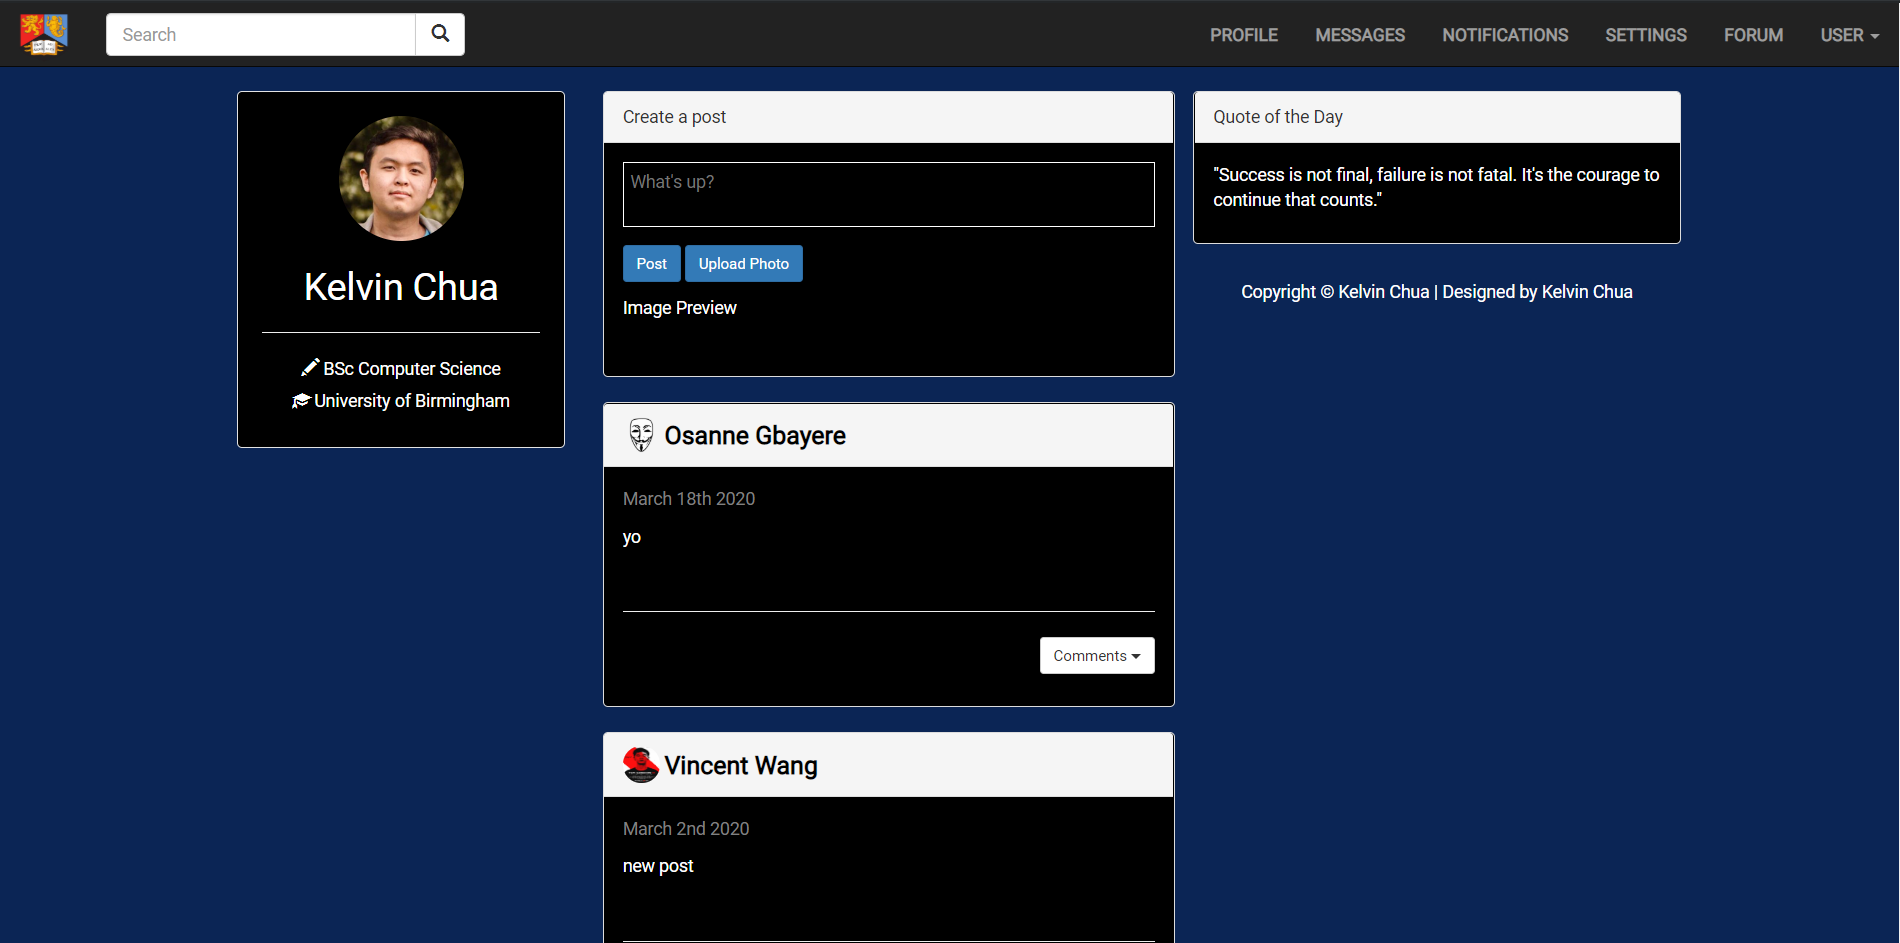 Search
PROFILE
MESSAGES
NOTIFICATIONS
SETTINGS
FORUM
USER
Kelvin Chua
BSc Computer Science
University of Birmingham
Create a post
What's up?
Post
Upload Photo
Image Preview
Osanne Gbayere
March 18th 2020
yo
Comments
Vincent Wang
March 2nd 2020
new post
Quote of the Day
"Success is not final, failure is not fatal. It's the courage to
continue that counts."
Copyright © Kelvin Chua | Designed by Kelvin Chua